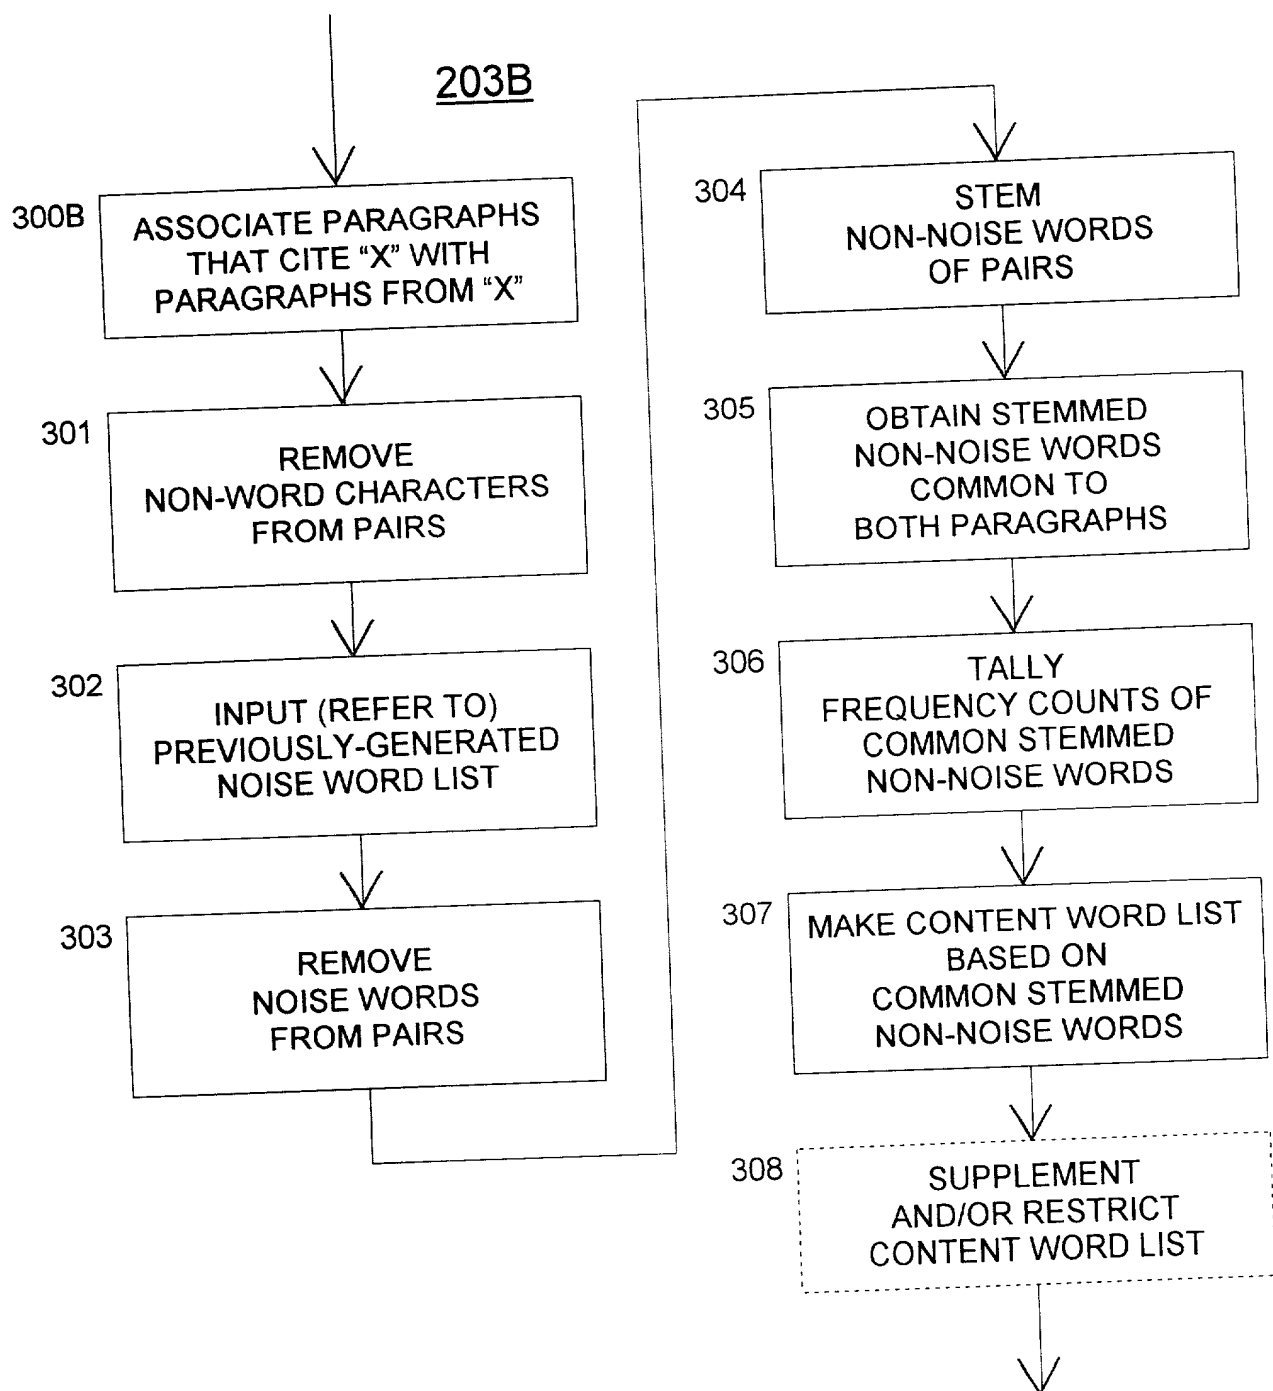 203B
300B
ASSOCIATE PARAGRAPHS
THAT CITE “X” WITH
PARAGRAPHS FROM “X”
301
REMOVE
NON-WORD CHARACTERS
FROM PAIRS
302
INPUT (REFER TO)
PREVIOUSLY-GENERATED
NOISE WORD LIST
303
REMOVE
NOISE WORDS
FROM PAIRS
304
STEM
NON-NOISE WORDS
OF PAIRS
305
OBTAIN STEMMED
NON-NOISE WORDS
COMMON TO
BOTH PARAGRAPHS
306
TALLY
FREQUENCY COUNTS OF
COMMON STEMMED
NON-NOISE WORDS
307
MAKE CONTENT WORD LIST
BASED ON
COMMON STEMMED
NON-NOISE WORDS
308
SUPPLEMENT
AND/OR RESTRICT
CONTENT WORD LIST